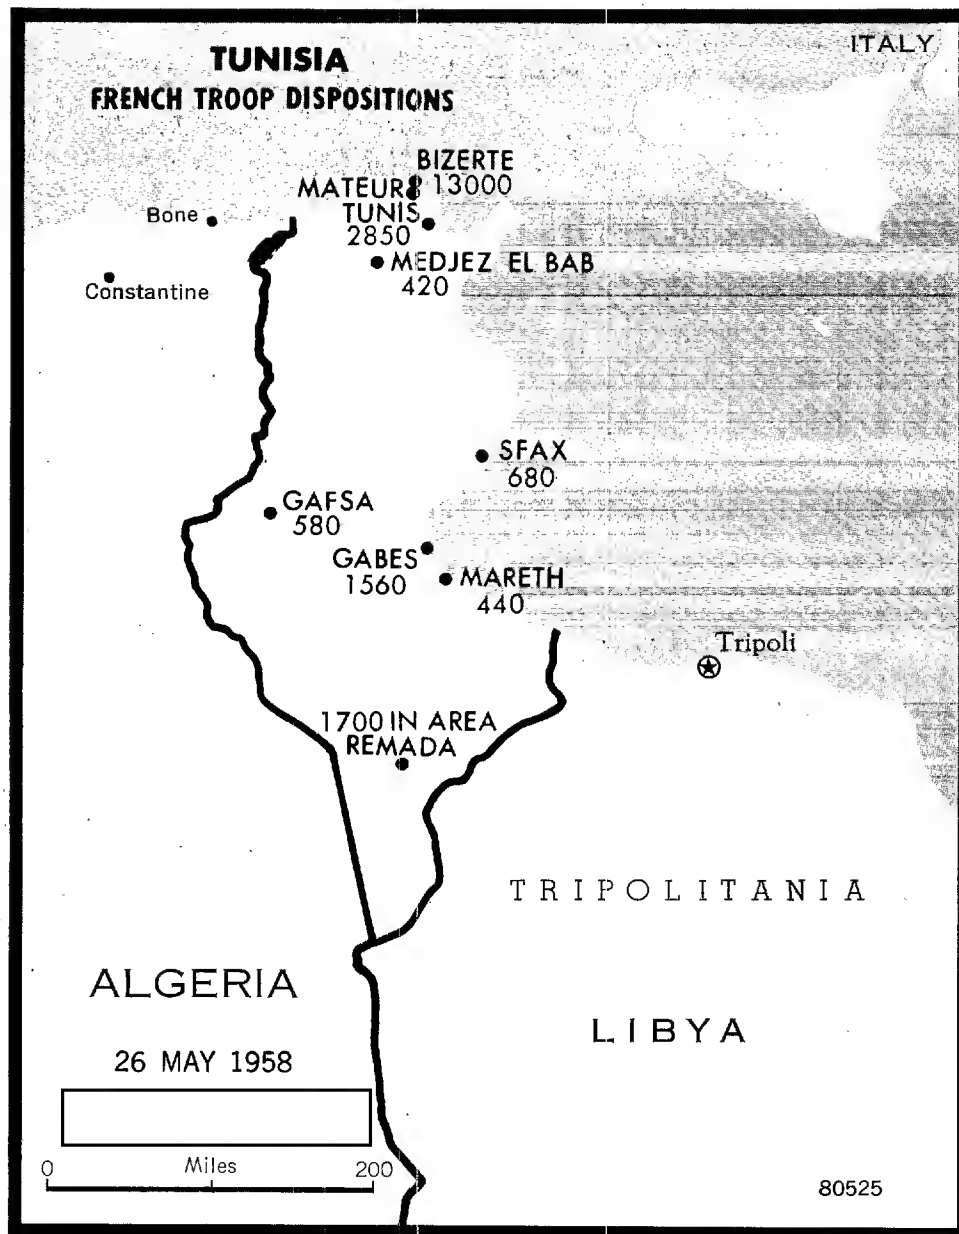 ITALY
TUNISIA
FRENCH TROOP DISPOSITIONS
BIZERTE
MATEUR 13000
Bone
TUNIS
2850
MEDJEZ EL BAB
420
Constantine
SFAX
680
GAFSA
580
GABES
1560
MARETH
440
Tripoli
1700 IN AREA
REMADA
TRIPOLITANIA
ALGERIA
LIBYA
26 MAY 1958
0 Miles 200
80525